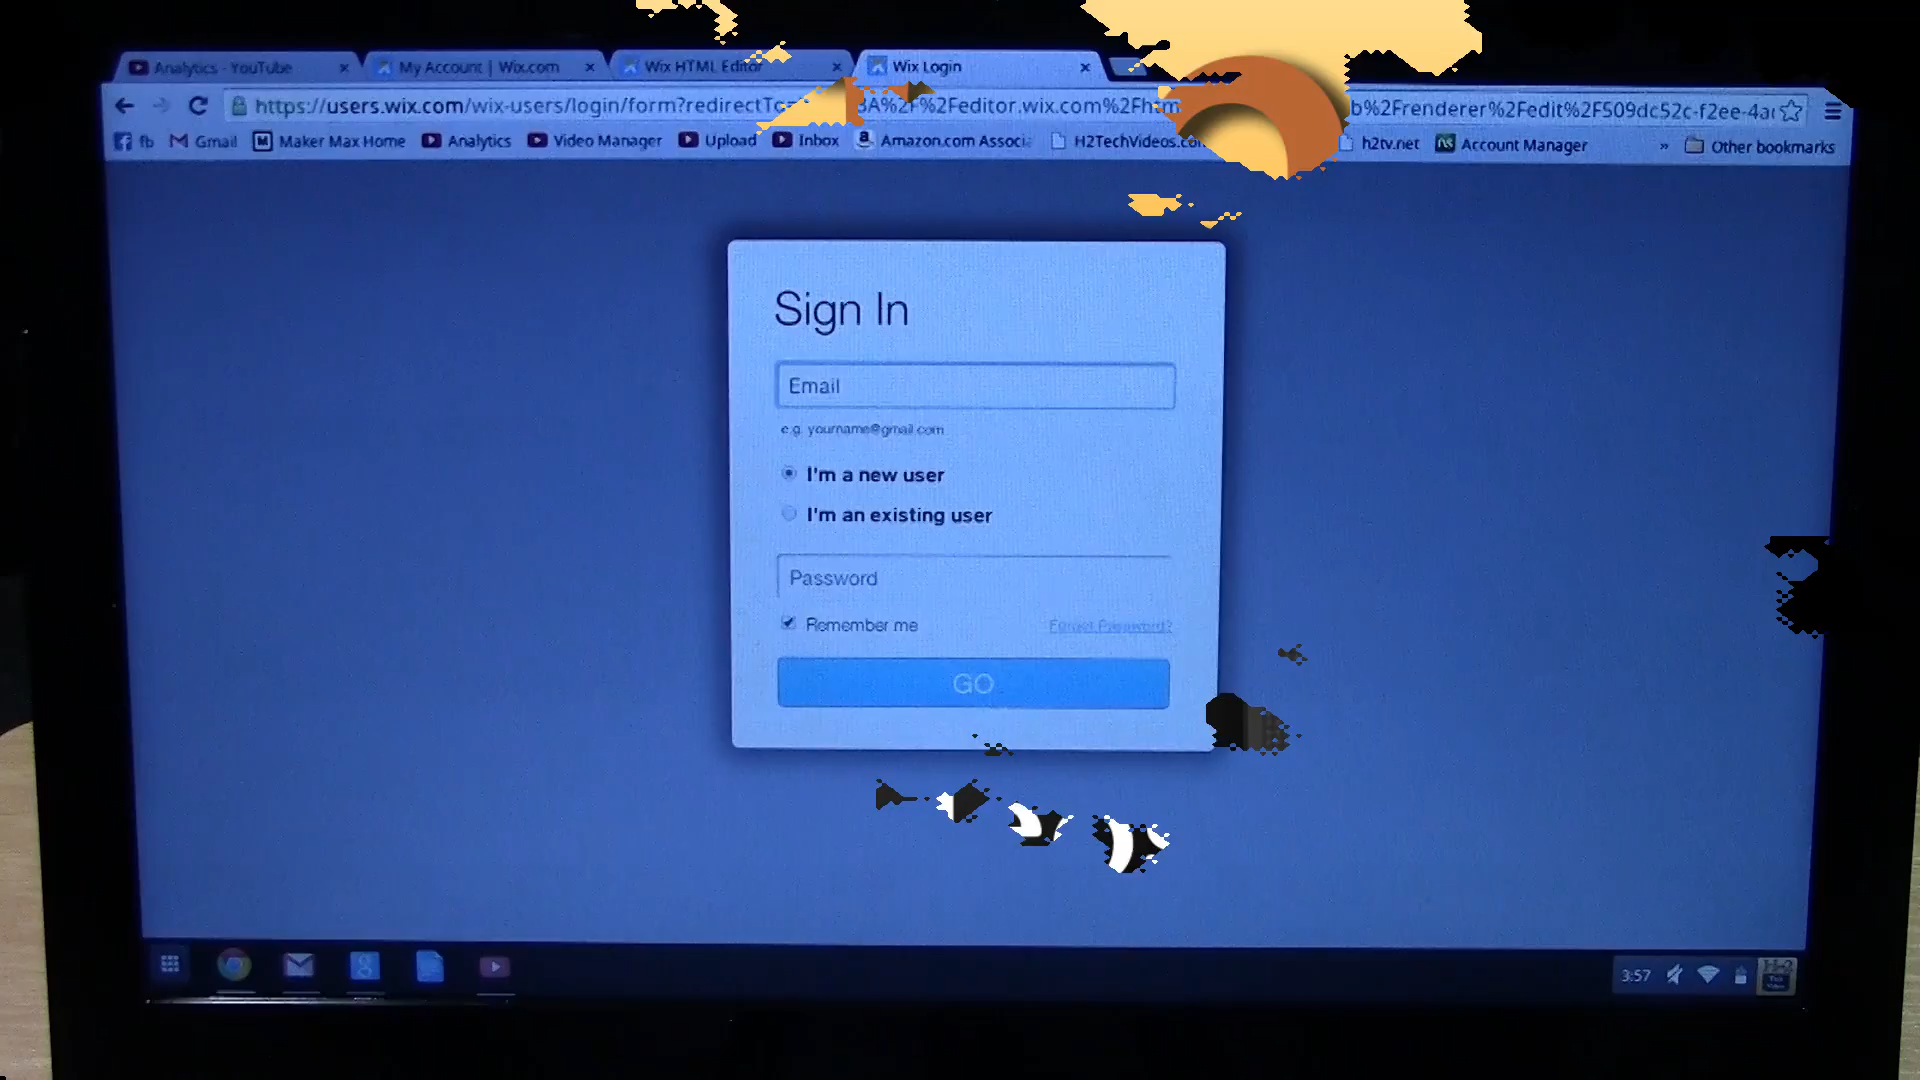 Analytics - YouTube
My Account | Wix.com
Wix HTML Editor
Wix Login
https://users.wix.com/wix-users/login/form?redirectTo= 3A%2F%2Feditor.wix.com%2Fhtm b%2Frenderer%2Fedit%2F509dc52c-f2ee-4a
fb
Gmail
M Maker Max Home
Analytics
Video Manager
Upload
Inbox
Amazon.com Associ
H2TechVideos.com
h2tv.net
Account Manager
»
Other bookmarks
Sign In
Email
e.g. yourname@gmail.com
I'm a new user
I'm an existing user
Password
Remember me
Forgot Password?
GO
3:57